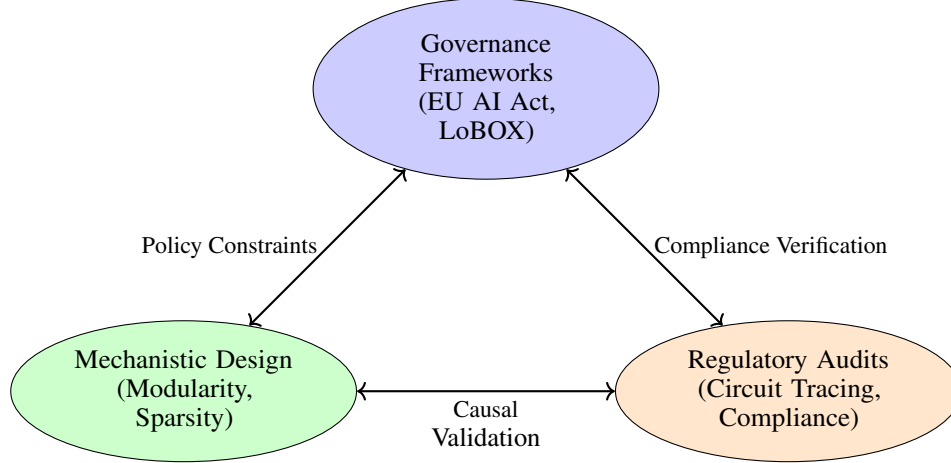 Governance
Frameworks
(EU AI Act,
LoBOX)
Policy Constraints
Compliance Verification
Mechanistic Design
(Modularity,
Sparsity)
Causal
Validation
Regulatory Audits
(Circuit Tracing,
Compliance)